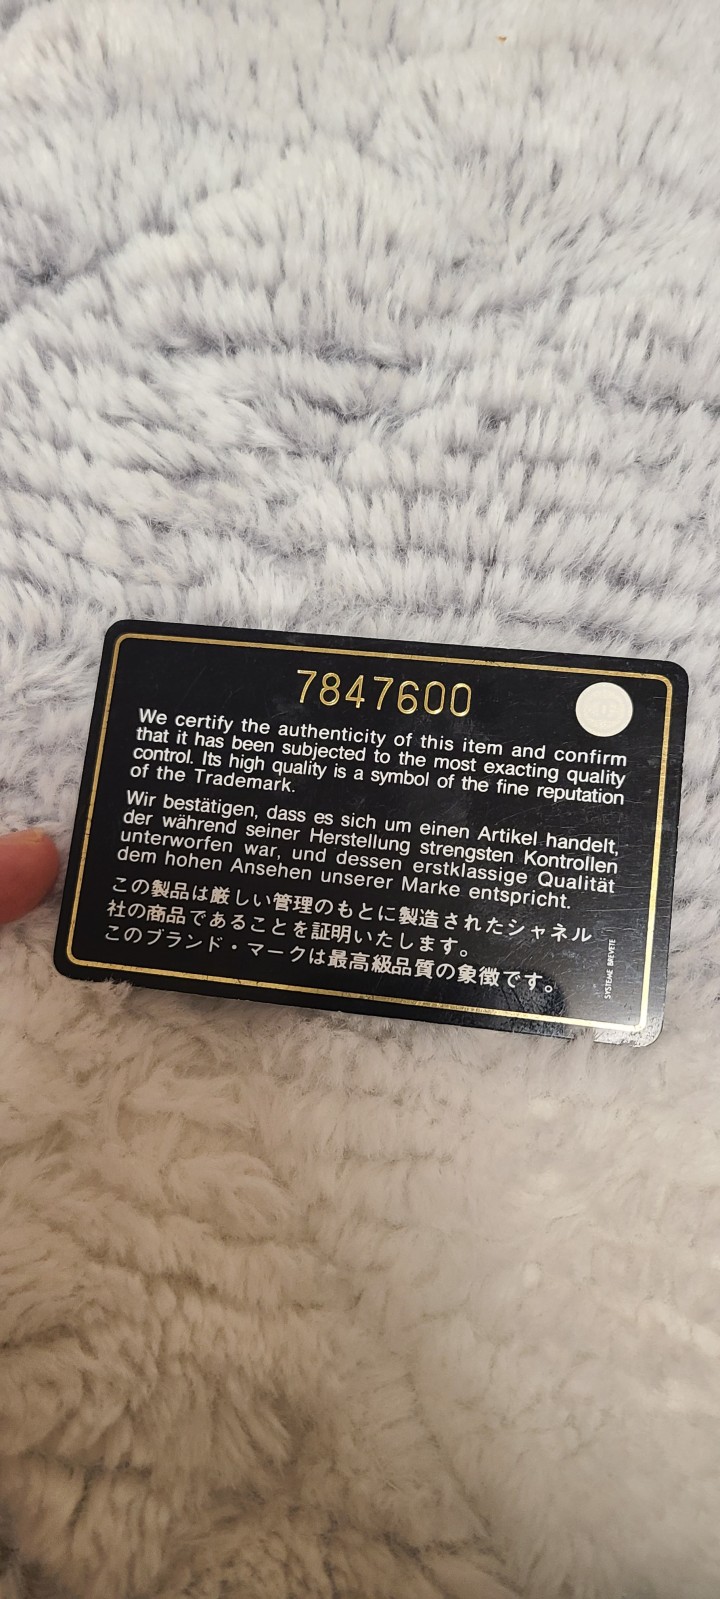 7847600
We certify the authenticity of this item and confirm
that it has been subjected to the most exacting quality
control. Its high quality is a symbol of the fine reputation
of the Trademark.
Wir bestätigen, dass es sich um einen Artikel handelt,
der während seiner Herstellung strengsten Kontrollen
unterworfen war, und dessen erstklassige Qualität
dem hohen Ansehen unserer Marke entspricht.
この製品は厳しい管理のもとに製造されたシャネル
社の商品であることを証明いたします。
このブランド・マークは最高級品質の象徴です。
SYSTEME BREVETE